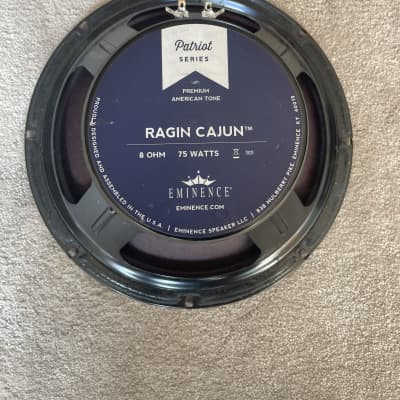 Patriot
SERIES
PREMIUM
AMERICAN TONE
RAGIN CAJUN™
8 OHM 75 WATTS
EMINENCE®
EMINENCE.COM
PROUDLY DESIGNED AND ASSEMBLED IN THE U.S.A. | EMINENCE SPEAKER LLC | 838 MULBERRY PIKE, EMINENCE KY 40019